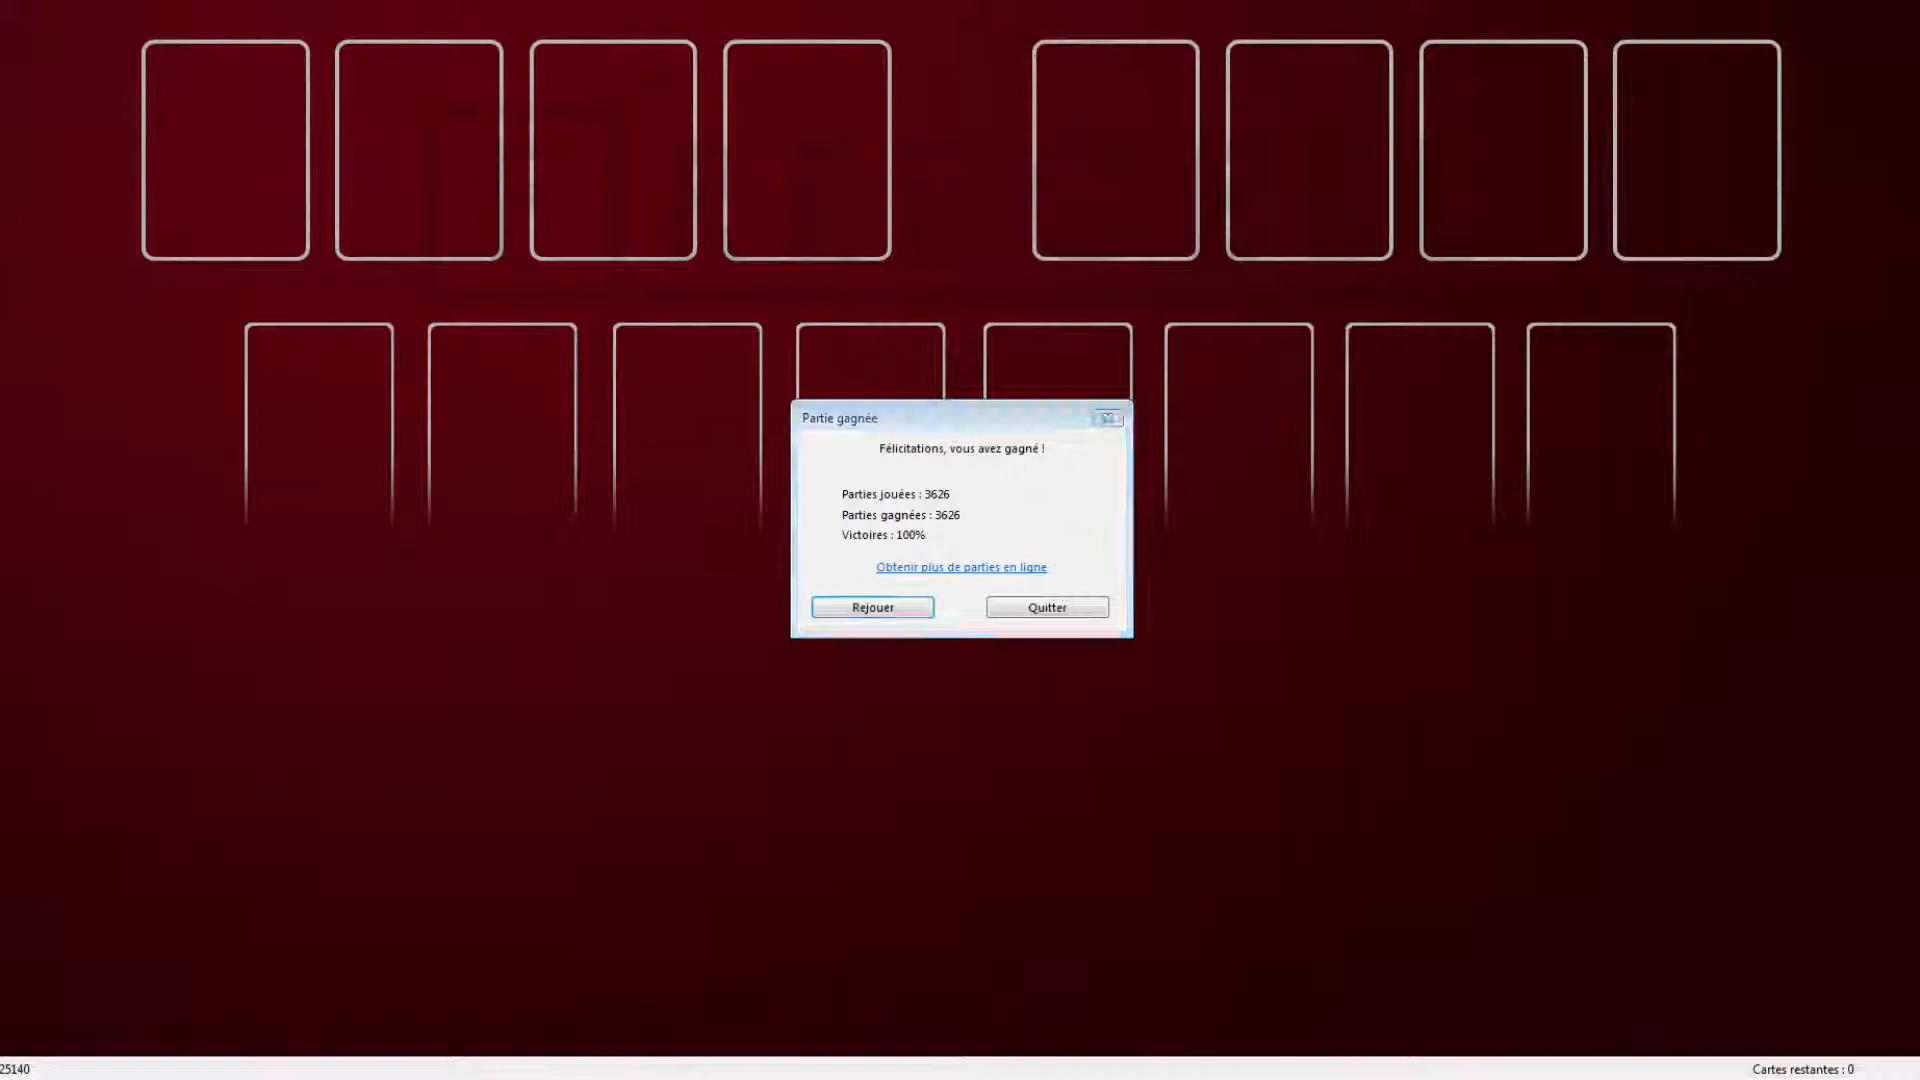 Partie gagnée
Félicitations, vous avez gagné !
Parties jouées : 3626
Parties gagnées : 3626
Victoires : 100%
Obtenir plus de parties en ligne
Rejouer
Quitter
25140
Cartes restantes : 0